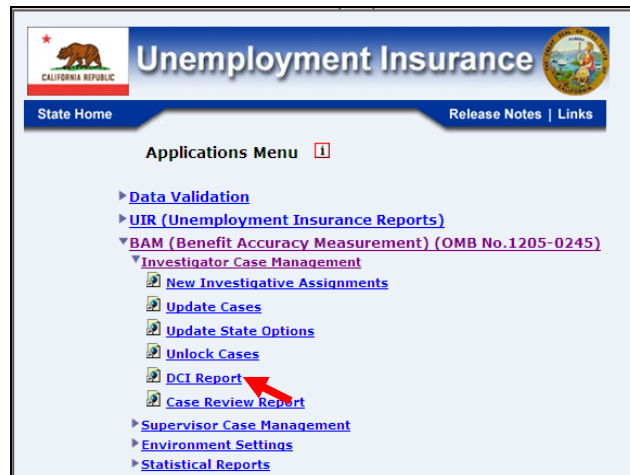 CALIFORNIA REPUBLIC
Unemployment Insurance
State Home
Release Notes | Links
Applications Menu i
Data Validation
UIR (Unemployment Insurance Reports)
BAM (Benefit Accuracy Measurement) (OMB No.1205-0245)
Investigator Case Management
New Investigative Assignments
Update Cases
Update State Options
Unlock Cases
DCI Report
Case Review Report
Supervisor Case Management
Environment Settings
Statistical Reports